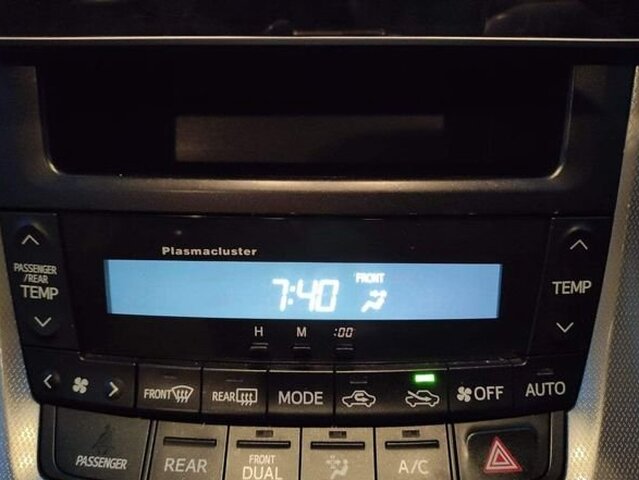 Plasmacluster
PASSENGER
/REAR
TEMP
7:40 FRONT
TEMP
H M :00
FRONT REAR MODE OFF AUTO
PASSENGER REAR FRONT
DUAL A/C